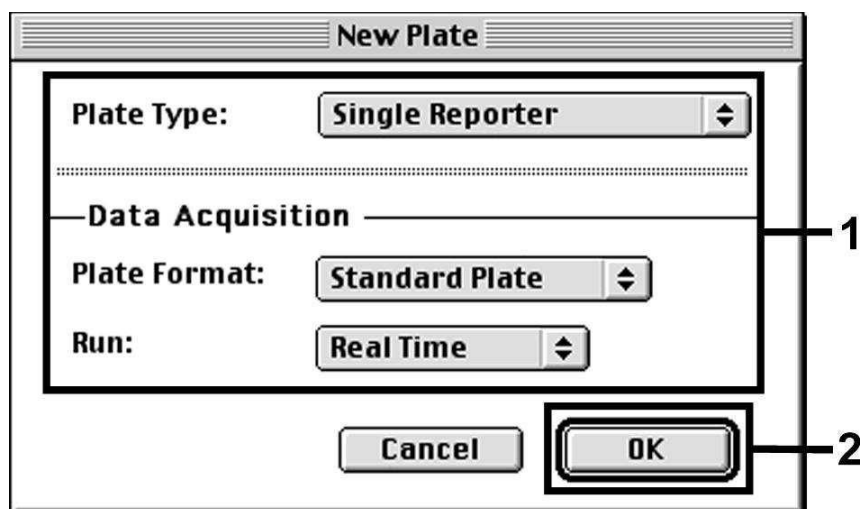 New Plate
Plate Type: Single Reporter
Data Acquisition
1
Plate Format: Standard Plate
Run: Real Time
Cancel OK
2